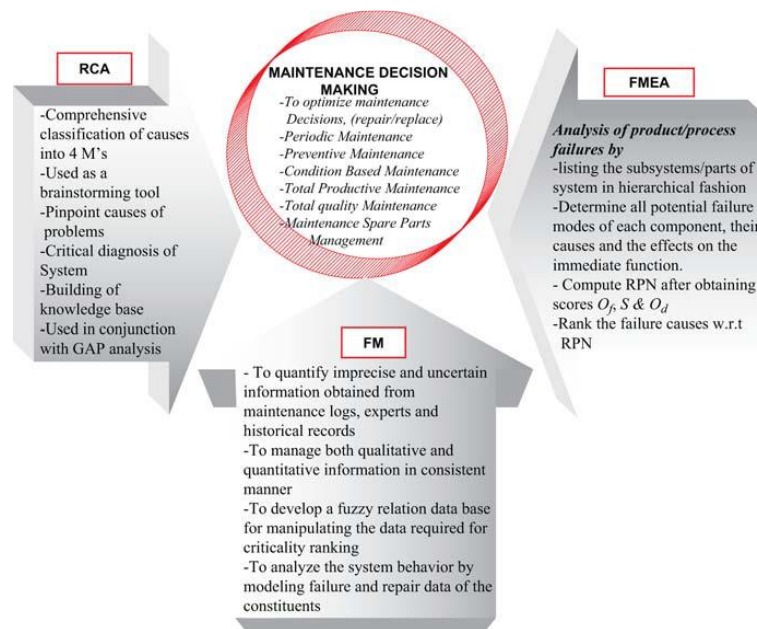 RCA
-Comprehensive
classification of causes
into 4 M's
-Used as a
brainstorming tool
-Pinpoint causes of
problems
-Critical diagnosis of
System
-Building of
knowledge base
-Used in conjunction
with GAP analysis
MAINTENANCE DECISION
MAKING
-To optimize maintenance
Decisions, (repair/replace)
-Periodic Maintenance
-Preventive Maintenance
-Condition Based Maintenance
-Total Productive Maintenance
-Total quality Maintenance
-Maintenance Spare Parts
Management
FMEA
Analysis of product/process
failures by
-listing the subsystems/parts of
system in hierarchical fashion
-Determine all potential failure
modes of each component, their
causes and the effects on the
immediate function.
- Compute RPN after obtaining
scores Of, S & Od
-Rank the failure causes w.r.t
RPN
FM
- To quantify imprecise and uncertain
information obtained from
maintenance logs, experts and
historical records
-To manage both qualitative and
quantitative information in consistent
manner
-To develop a fuzzy relation data base
for manipulating the data required for
criticality ranking
-To analyze the system behavior by
modeling failure and repair data of the
constituents